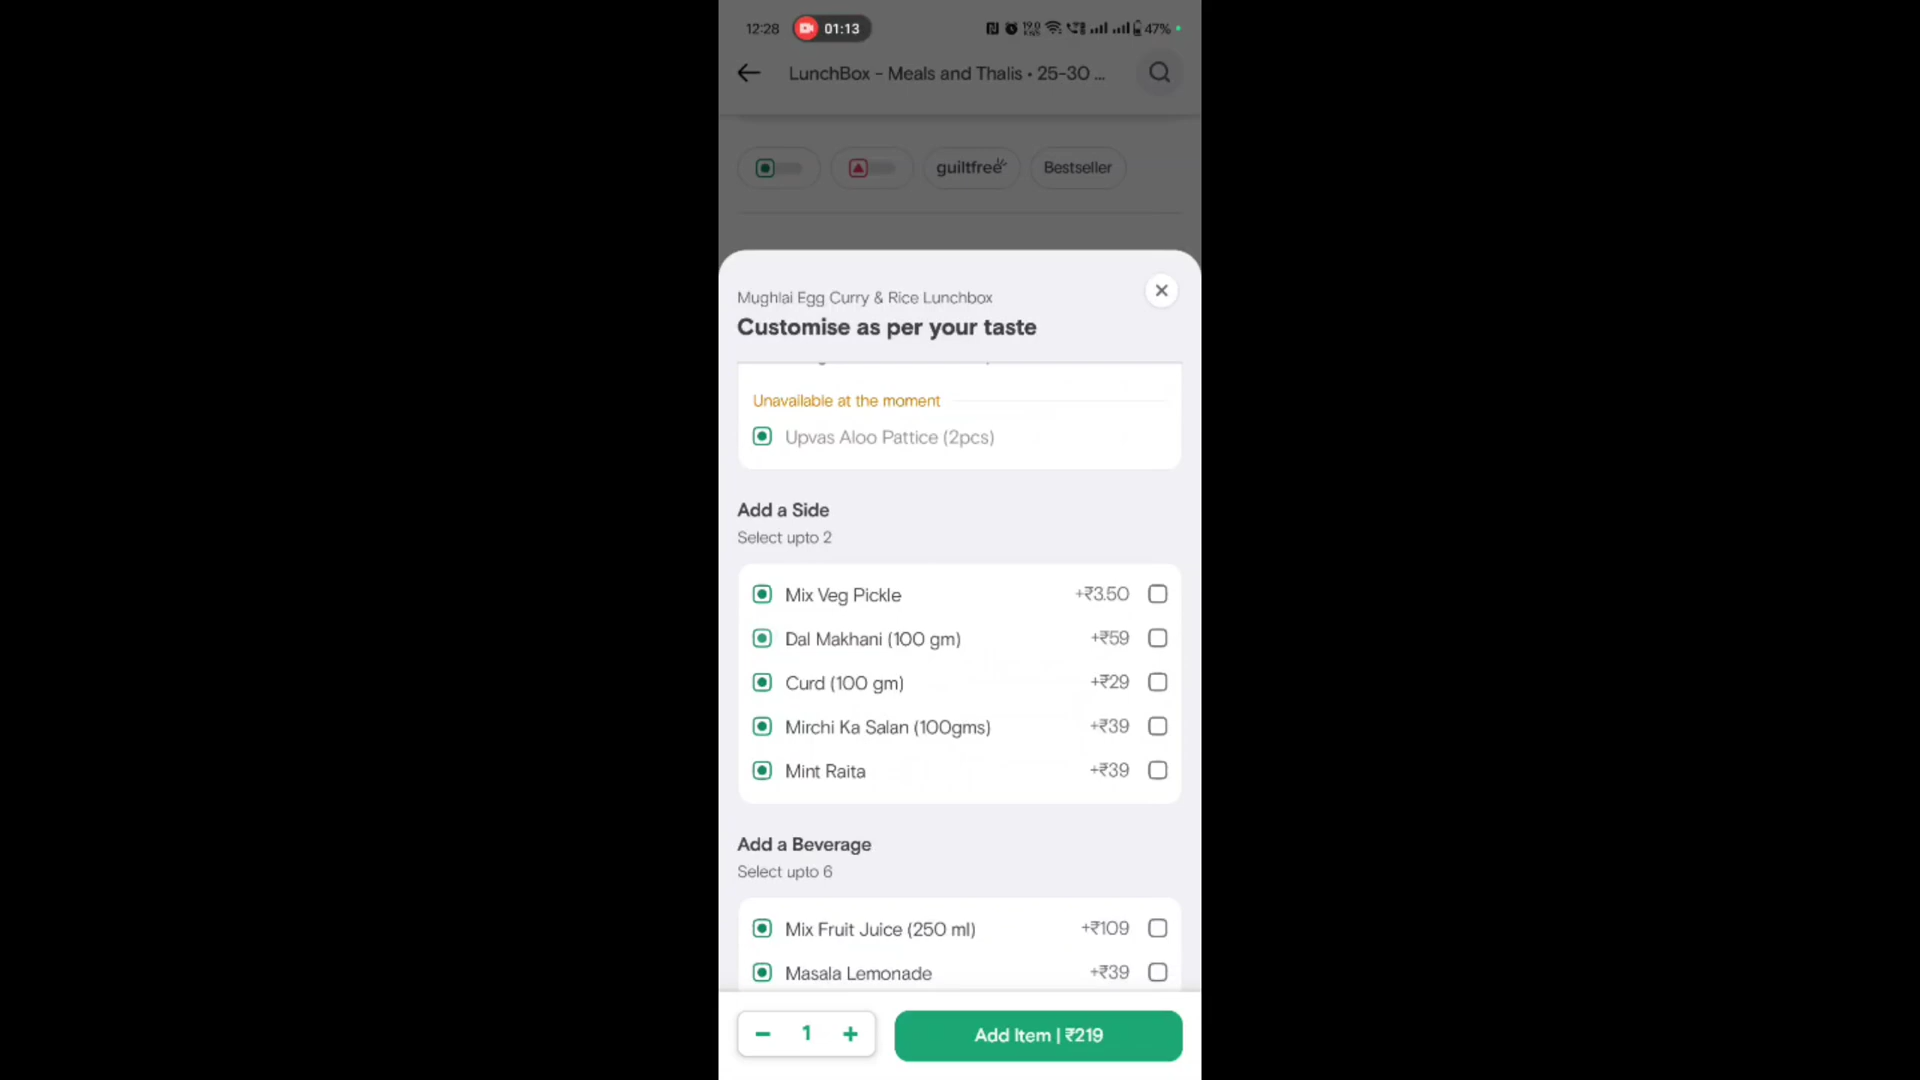 12:28 01:13 47%
LunchBox - Meals and Thalis • 25-30 ...
guiltfree Bestseller
Mughlai Egg Curry & Rice Lunchbox
Customise as per your taste
Unavailable at the moment
Upvas Aloo Pattice (2pcs)
Add a Side
Select upto 2
Mix Veg Pickle +₹3.50
Dal Makhani (100 gm) +₹59
Curd (100 gm) +₹29
Mirchi Ka Salan (100gms) +₹39
Mint Raita +₹39
Add a Beverage
Select upto 6
Mix Fruit Juice (250 ml) +₹109
Masala Lemonade +₹39
1 Add Item | ₹219